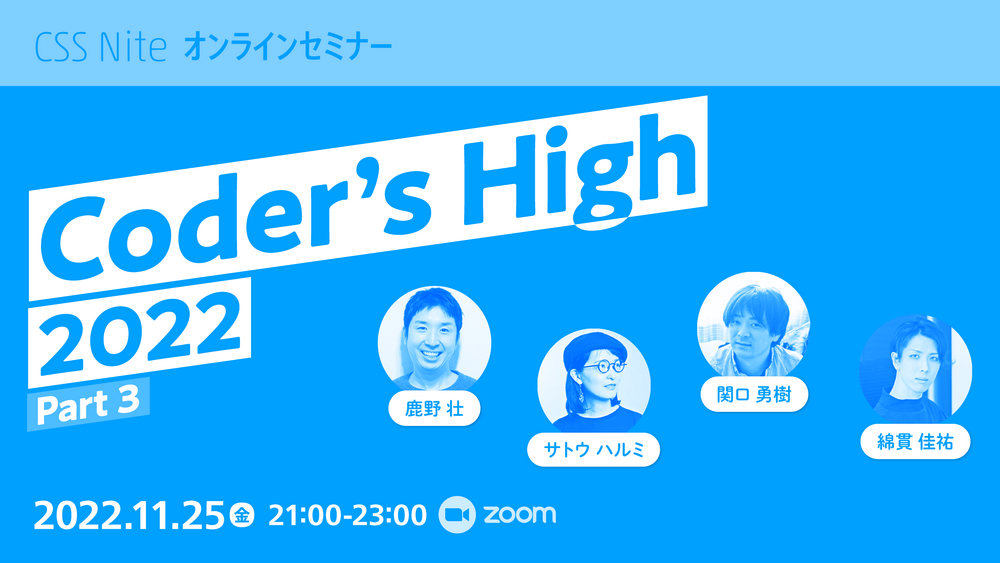 CSS Nite オンラインセミナー
Coder’s High
2022
Part 3
鹿野 壮
サトウ ハルミ
関口 勇樹
綿貫 佳祐
2022.11.25 金 21:00-23:00 zoom